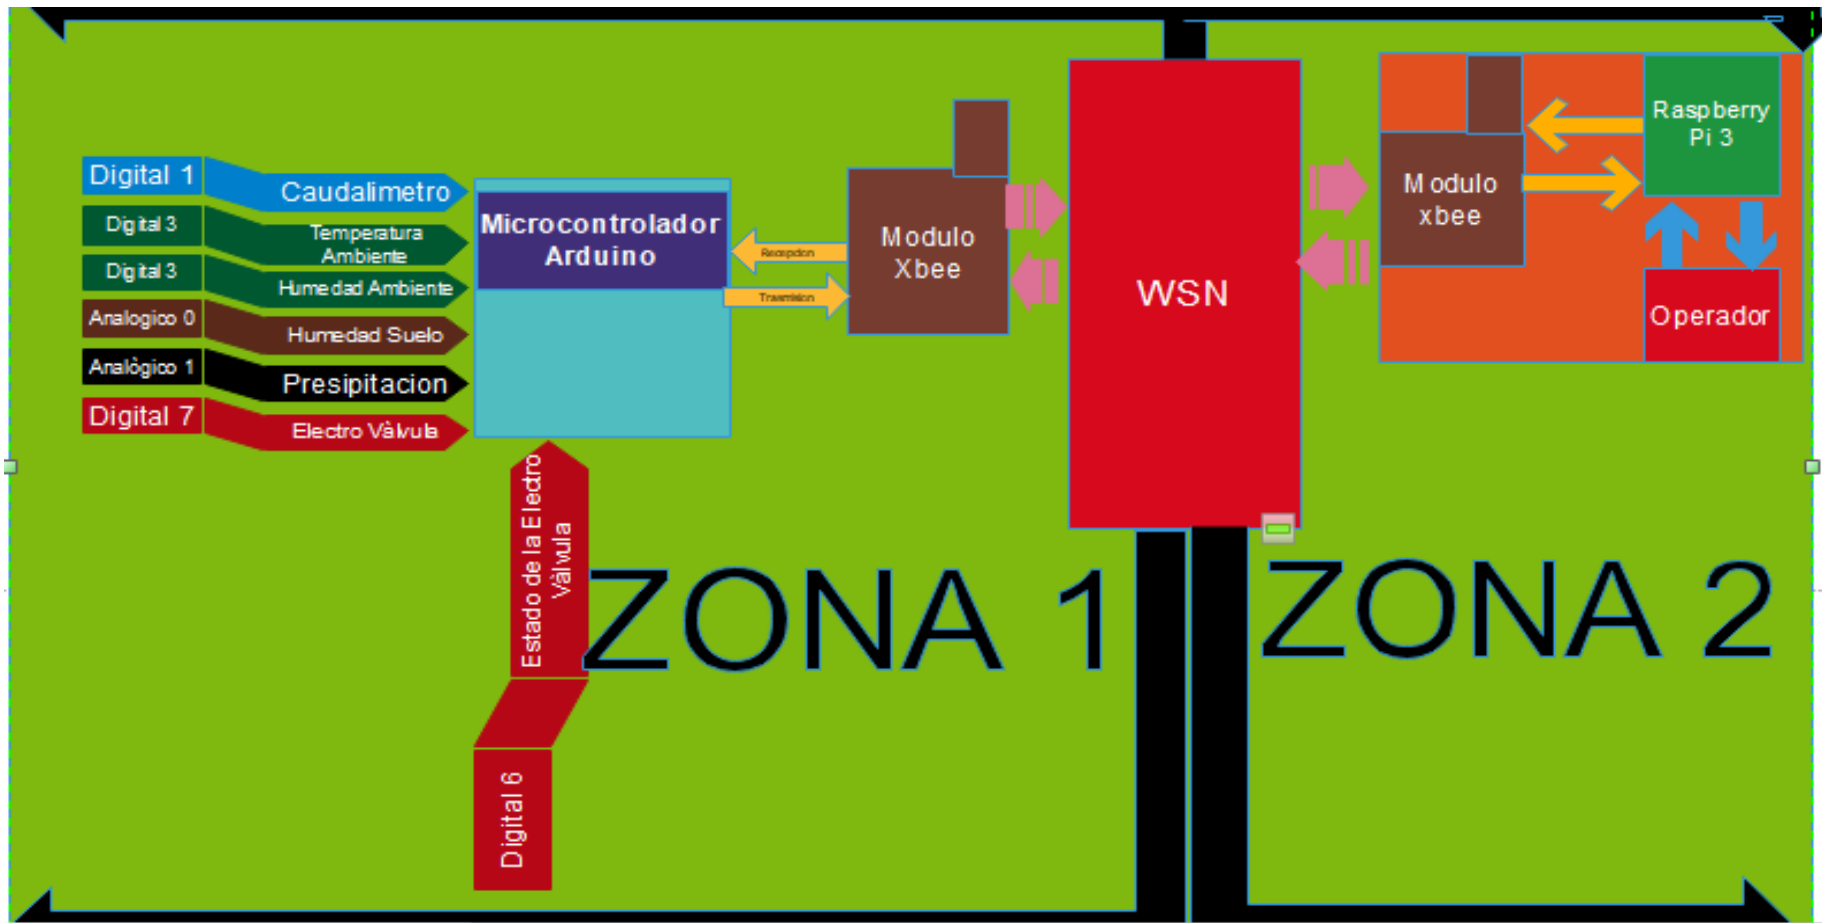 Digital 1
Caudalimetro
Digital 3
Temperatura
Ambiente
Digital 3
Humedad Ambiente
Analogico 0
Humedad Suelo
Analògico 1
Presipitacion
Digital 7
Electro Vàlvula
Microcontrolador
Arduino
Recepcion
Trasmision
Modulo
Xbee
WSN
Modulo
xbee
Raspberry
Pi 3
Operador
Estado de la Electro
Vàlvula
Digital 6
ZONA 1
ZONA 2